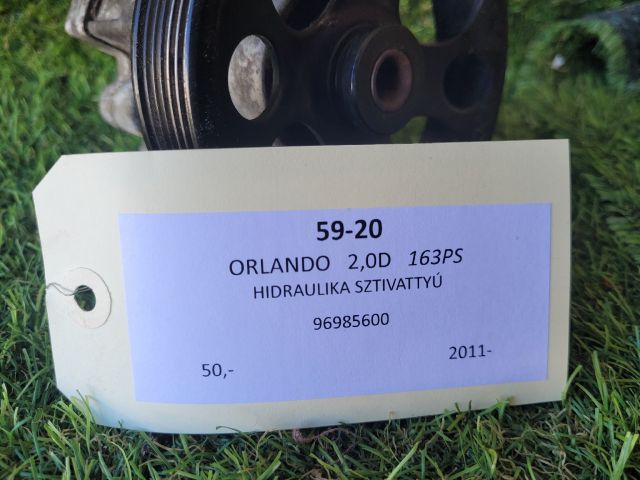 59-20
ORLANDO 2,0D 163PS
HIDRAULIKA SZTIVATTYÚ
96985600
50,- 2011-